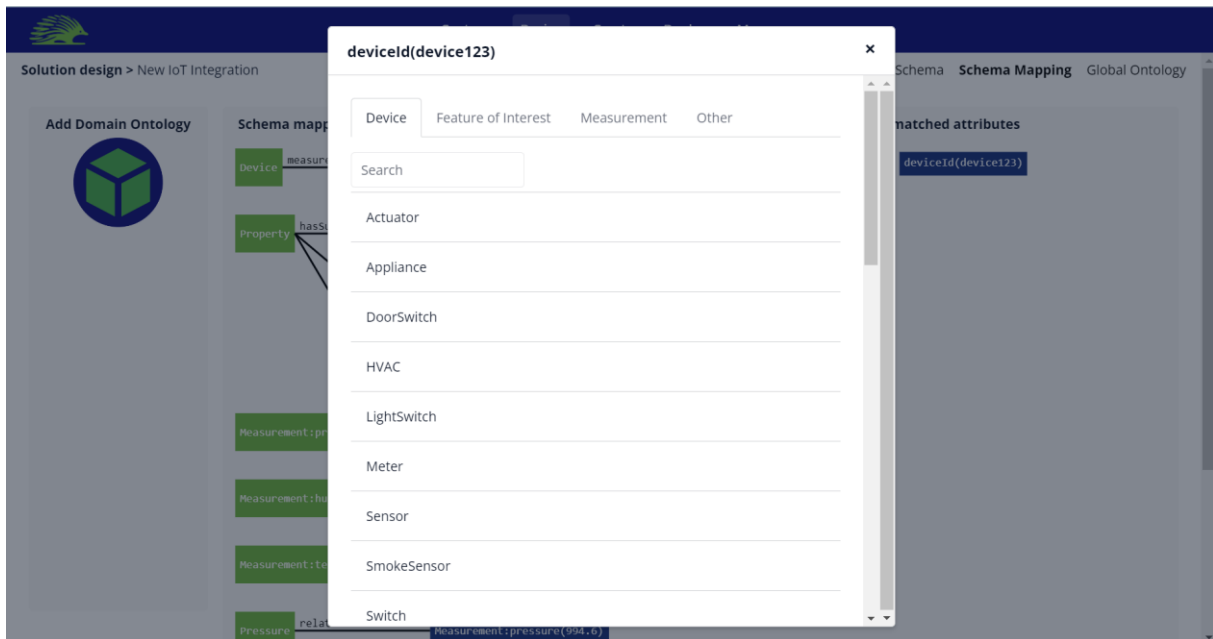 deviceId(device123) ×
Solution design > New IoT Integration
Schema Schema Mapping Global Ontology
Add Domain Ontology
Schema mapp
matched attributes
Device Feature of Interest Measurement Other
Device measure
deviceId(device123)
Search
Actuator
Property hasSu
Appliance
DoorSwitch
HVAC
LightSwitch
Measurement:pr
Meter
Measurement:hu
Sensor
Measurement:te
SmokeSensor
Switch
Pressure relat
Measurement:pressure(994.6)